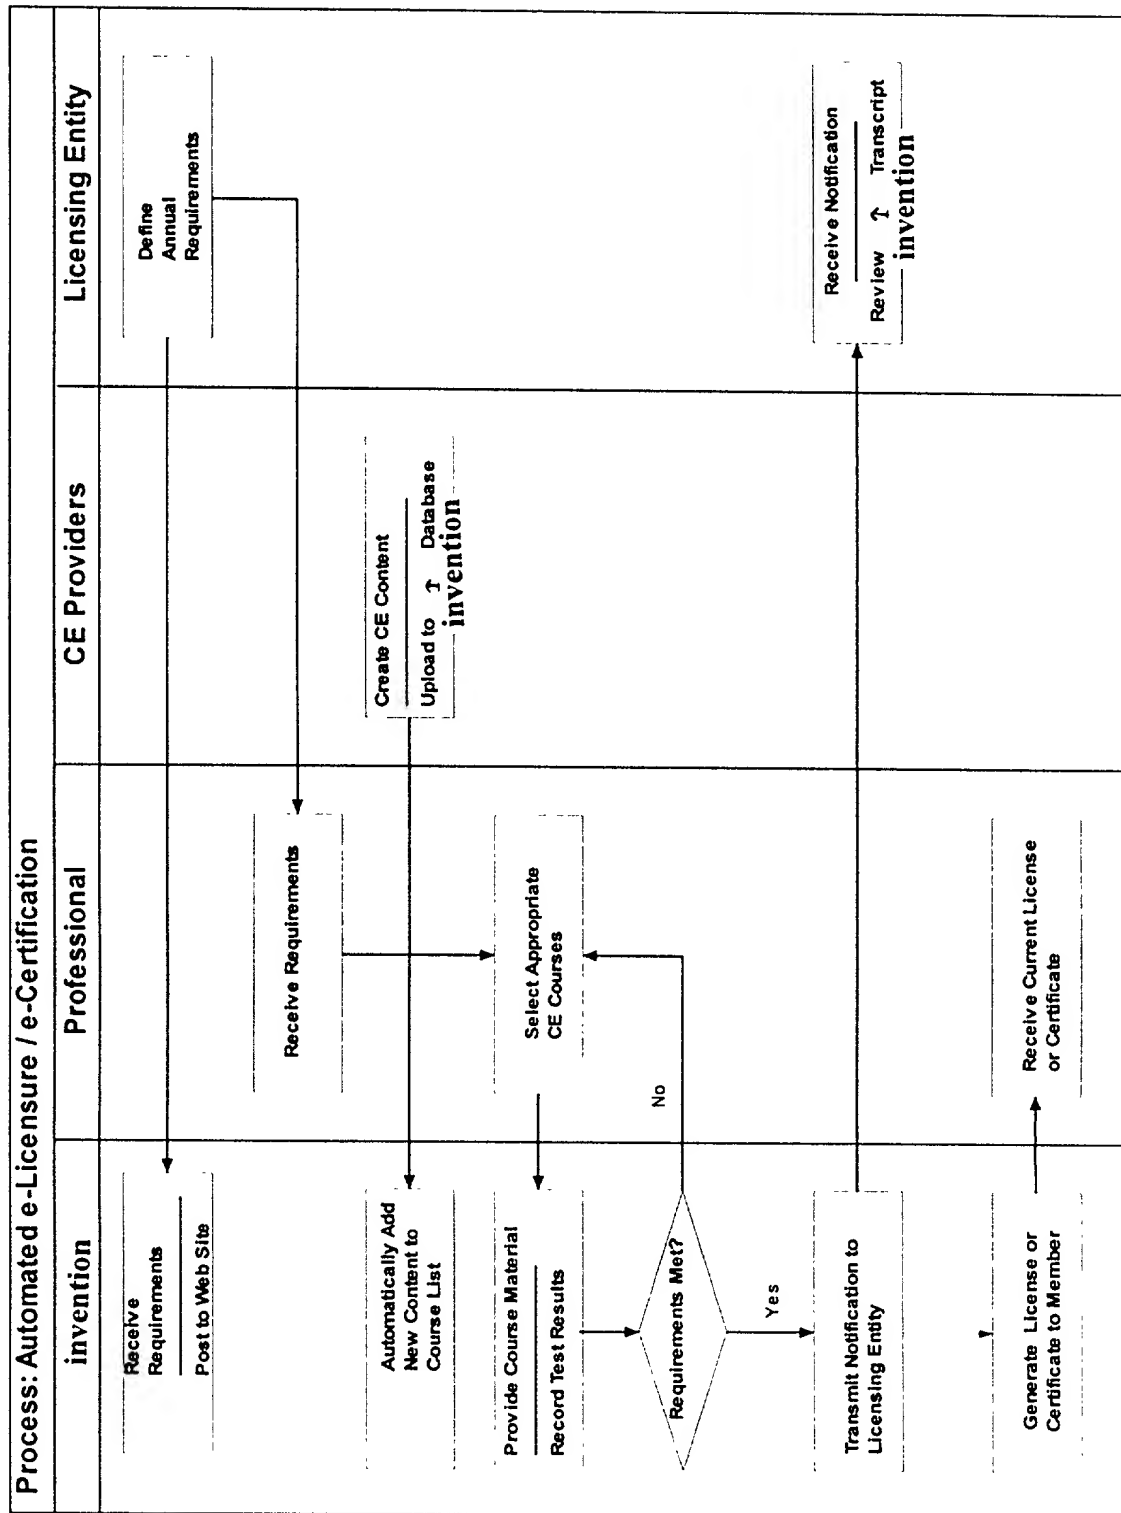 Process: Automated e-Licensure / e-Certification
invention
Professional
CE Providers
Licensing Entity
Receive
Requirements
Post to Web Site
Define
Annual
Requirements
Receive Requirements
Automatically Add
New Content to
Course List
Create CE Content
Upload to ↑ Database
invention
Provide Course Material
Record Test Results
Select Appropriate
CE Courses
Requirements Met?
No
Yes
Transmit Notification to
Licensing Entity
Receive Notification
Review ↑ Transcript
invention
Generate License or
Certificate to Member
Receive Current License
or Certificate